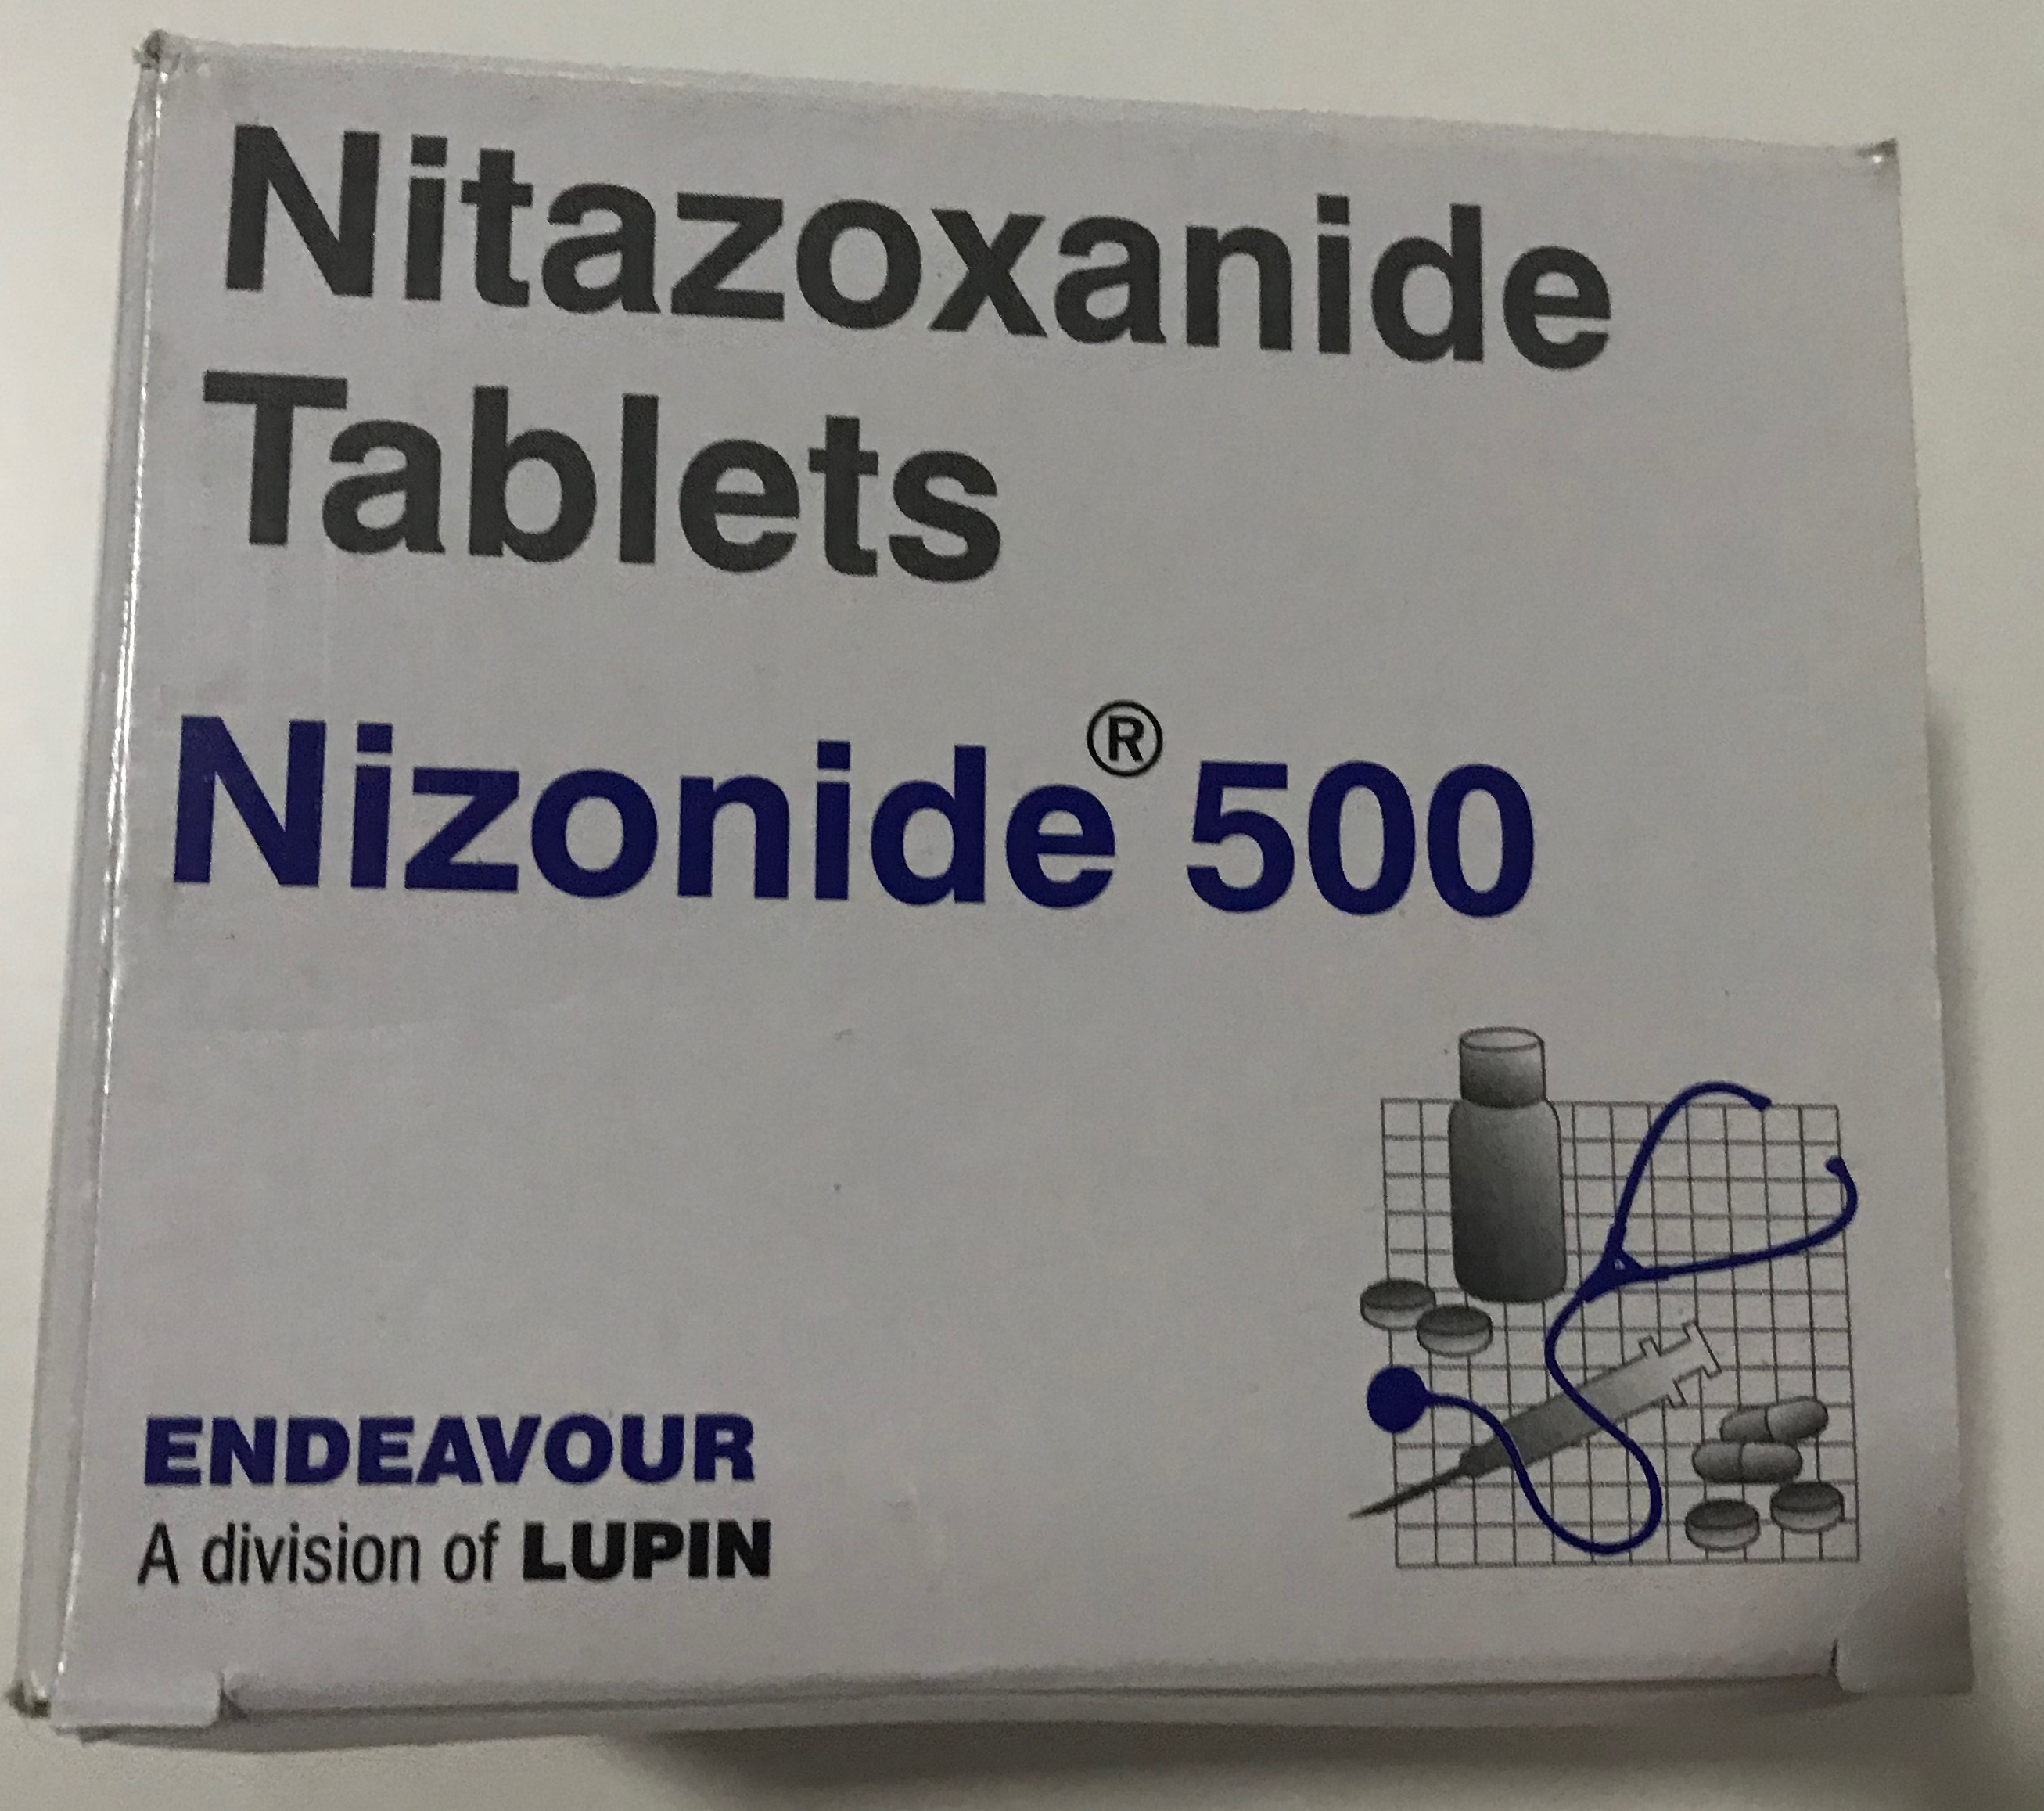 Nitazoxanide
Tablets
Nizonide® 500
ENDEAVOUR
A division of LUPIN